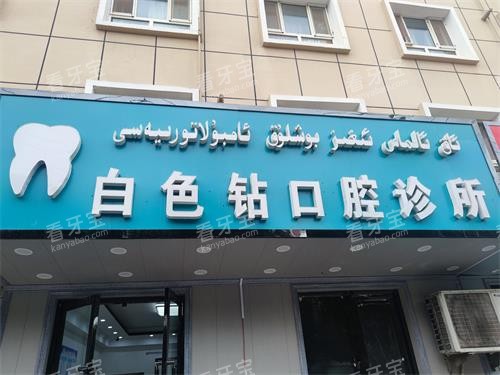 ئاق ئالماس ئېغىز بوشلۇق ئامبۇلاتورىيەسى
白色钻口腔诊所
看牙宝
kanyabao.com